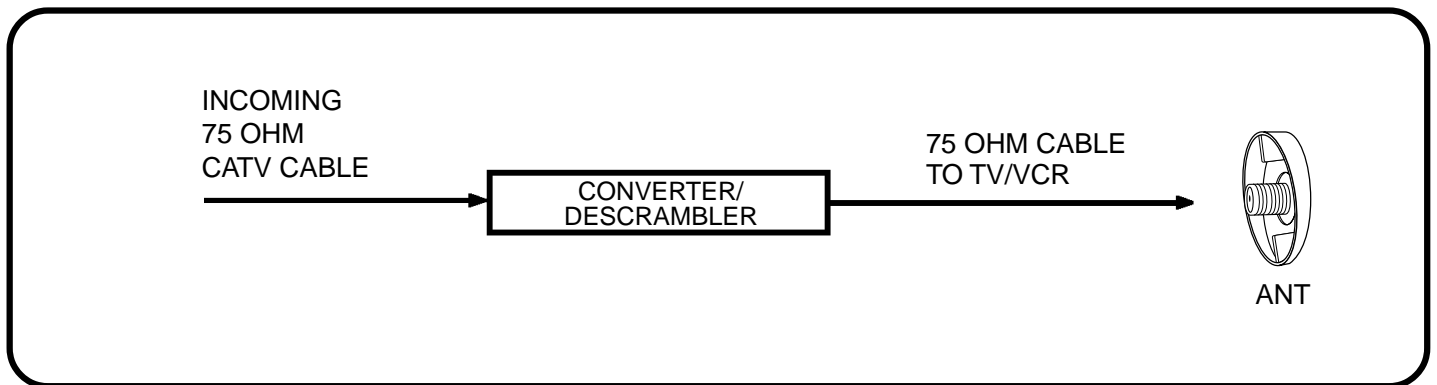 INCOMING
75 OHM
CATV CABLE
CONVERTER/
DESCRAMBLER
75 OHM CABLE
TO TV/VCR
ANT